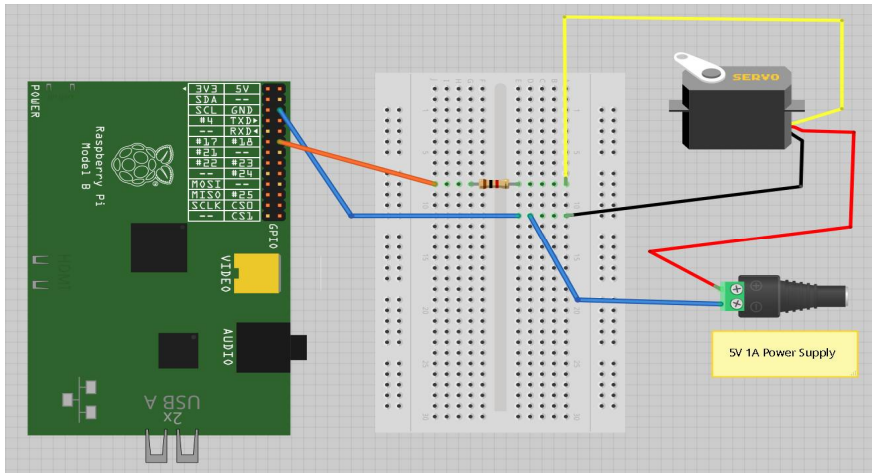 POWER
Raspberry Pi
Model B
3V3 5V
SDA --
SCL GND
#4 TXD
-- RXD
#17 #18
#21 --
#22 #23
-- #24
MOSI --
MISO #25
SCLK CS0
-- CS1
GPIO
HDMI
VIDEO
AUDIO
USB A
2x
SERVO
5V 1A Power Supply